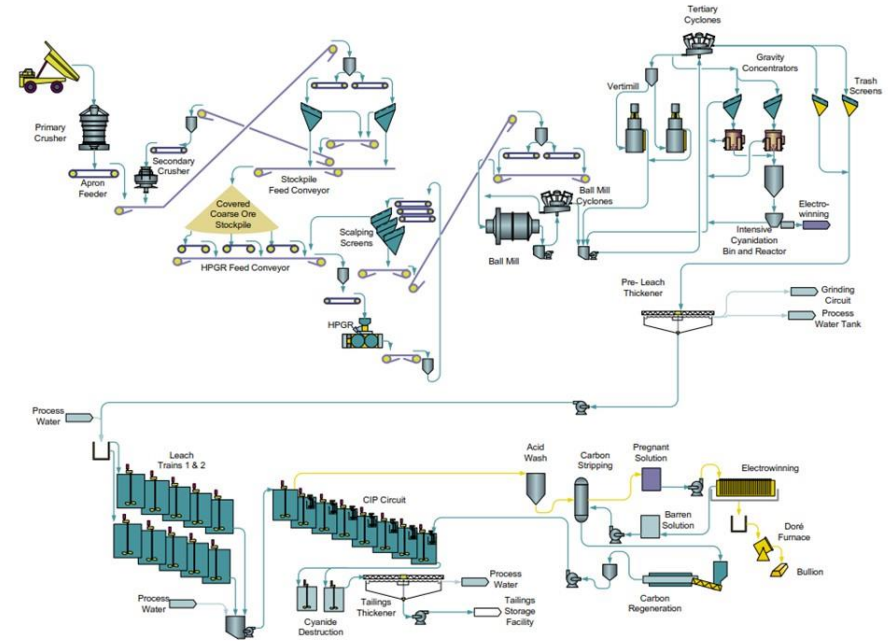 Tertiary
Cyclones
Gravity
Concentrators
Trash
Screens
Vertimill
Primary
Crusher
Secondary
Crusher
Apron
Feeder
Stockpile
Feed Conveyor
Covered
Coarse Ore
Stockpile
HPGR Feed Conveyor
Scalping
Screens
HPGR
Ball Mill
Cyclones
Ball Mill
Electro-
winning
Intensive
Cyanidation
Bin and Reactor
Pre- Leach
Thickener
Grinding
Circuit
Process
Water Tank
Process
Water
Leach
Trains 1 & 2
CIP Circuit
Acid
Wash
Carbon
Stripping
Pregnant
Solution
Electrowinning
Barren
Solution
Doré
Furnace
Bullion
Carbon
Regeneration
Process
Water
Cyanide
Destruction
Tailings
Thickener
Process
Water
Tailings
Storage
Facility